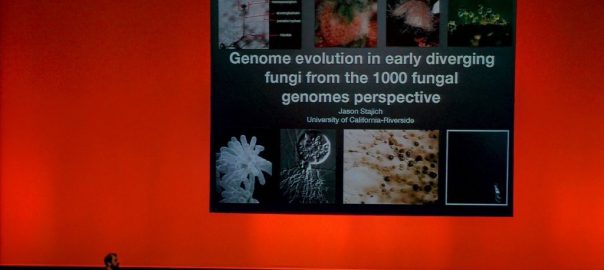 Genome evolution in early diverging
fungi from the 1000 fungal
genomes perspective
Jason Stajich
University of California-Riverside